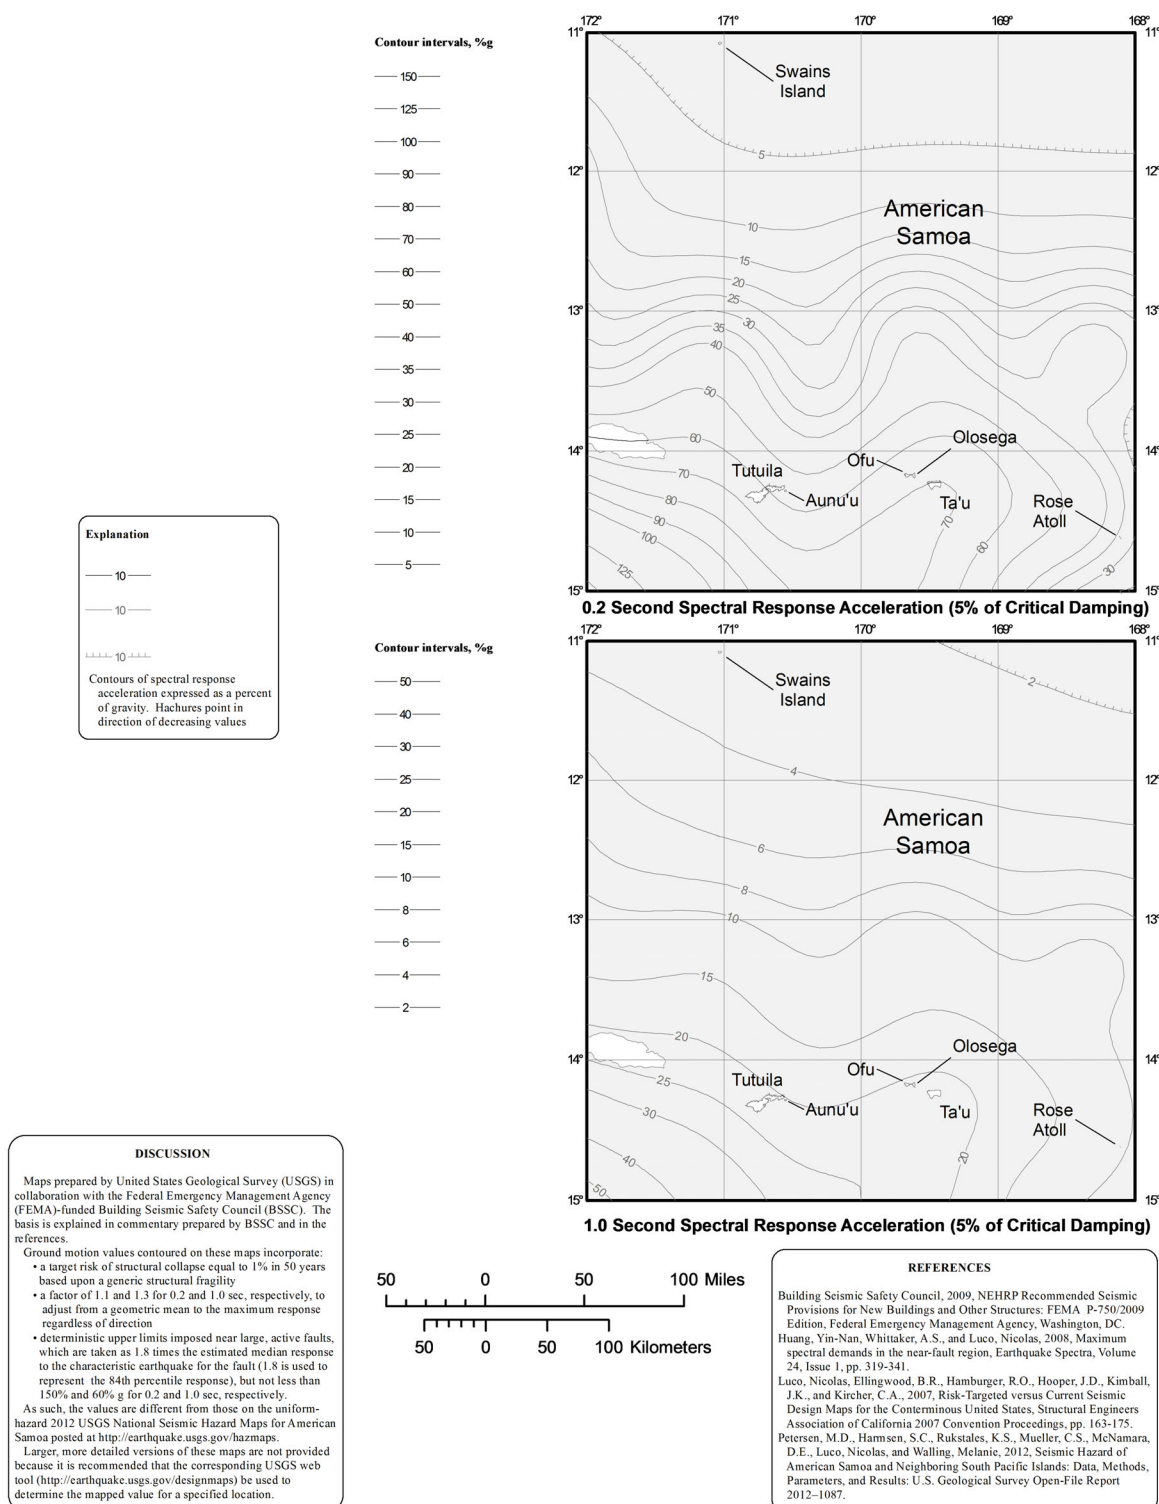 172°
171°
170°
169°
168°
11°
11°
Contour intervals, %g
150
125
100
90
80
70
60
50
40
35
30
25
20
15
10
5
Swains
Island
5
12°
12°
American
Samoa
10
15
20
25
30
35
40
13°
13°
50
60
70
80
90
100
125
14°
14°
Olosega
Ofu
Tutuila
Aunu'u
Ta'u
Rose
Atoll
70
60
30
15°
15°
0.2 Second Spectral Response Acceleration (5% of Critical Damping)
Explanation
10
10
10
Contours of spectral response
acceleration expressed as a percent
of gravity. Hachures point in
direction of decreasing values
172°
171°
170°
169°
168°
11°
11°
Contour intervals, %g
50
40
30
25
20
15
10
8
6
4
2
Swains
Island
2
4
12°
12°
American
Samoa
6
8
10
13°
13°
15
20
25
30
40
50
14°
14°
Olosega
Ofu
Tutuila
Aunu'u
Ta'u
Rose
Atoll
20
15°
15°
1.0 Second Spectral Response Acceleration (5% of Critical Damping)
DISCUSSION
Maps prepared by United States Geological Survey (USGS) in
collaboration with the Federal Emergency Management Agency
(FEMA)-funded Building Seismic Safety Council (BSSC). The
basis is explained in commentary prepared by BSSC and in the
references.
Ground motion values contoured on these maps incorporate:
• a target risk of structural collapse equal to 1% in 50 years
based upon a generic structural fragility
• a factor of 1.1 and 1.3 for 0.2 and 1.0 sec, respectively, to
adjust from a geometric mean to the maximum response
regardless of direction
• deterministic upper limits imposed near large, active faults,
which are taken as 1.8 times the estimated median response
to the characteristic earthquake for the fault (1.8 is used to
represent the 84th percentile response), but not less than
150% and 60% g for 0.2 and 1.0 sec, respectively.
As such, the values are different from those on the uniform-
hazard 2012 USGS National Seismic Hazard Maps for American
Samoa posted at http://earthquake.usgs.gov/hazmaps.
Larger, more detailed versions of these maps are not provided
because it is recommended that the corresponding USGS web
tool (http://earthquake.usgs.gov/designmaps) be used to
determine the mapped value for a specified location.
50 0 50 100 Miles
50 0 50 100 Kilometers
REFERENCES
Building Seismic Safety Council, 2009, NEHRP Recommended Seismic
Provisions for New Buildings and Other Structures: FEMA P-750/2009
Edition, Federal Emergency Management Agency, Washington, DC.
Huang, Yin-Nan, Whittaker, A.S., and Luco, Nicolas, 2008, Maximum
spectral demands in the near-fault region, Earthquake Spectra, Volume
24, Issue 1, pp. 319-341.
Luco, Nicolas, Ellingwood, B.R., Hamburger, R.O., Hooper, J.D., Kimball,
J.K., and Kircher, C.A., 2007, Risk-Targeted versus Current Seismic
Design Maps for the Conterminous United States, Structural Engineers
Association of California 2007 Convention Proceedings, pp. 163-175.
Petersen, M.D., Harmsen, S.C., Rukstales, K.S., Mueller, C.S., McNamara,
D.E., Luco, Nicolas, and Walling, Melanie, 2012, Seismic Hazard of
American Samoa and Neighboring South Pacific Islands: Data, Methods,
Parameters, and Results: U.S. Geological Survey Open-File Report
2012–1087.